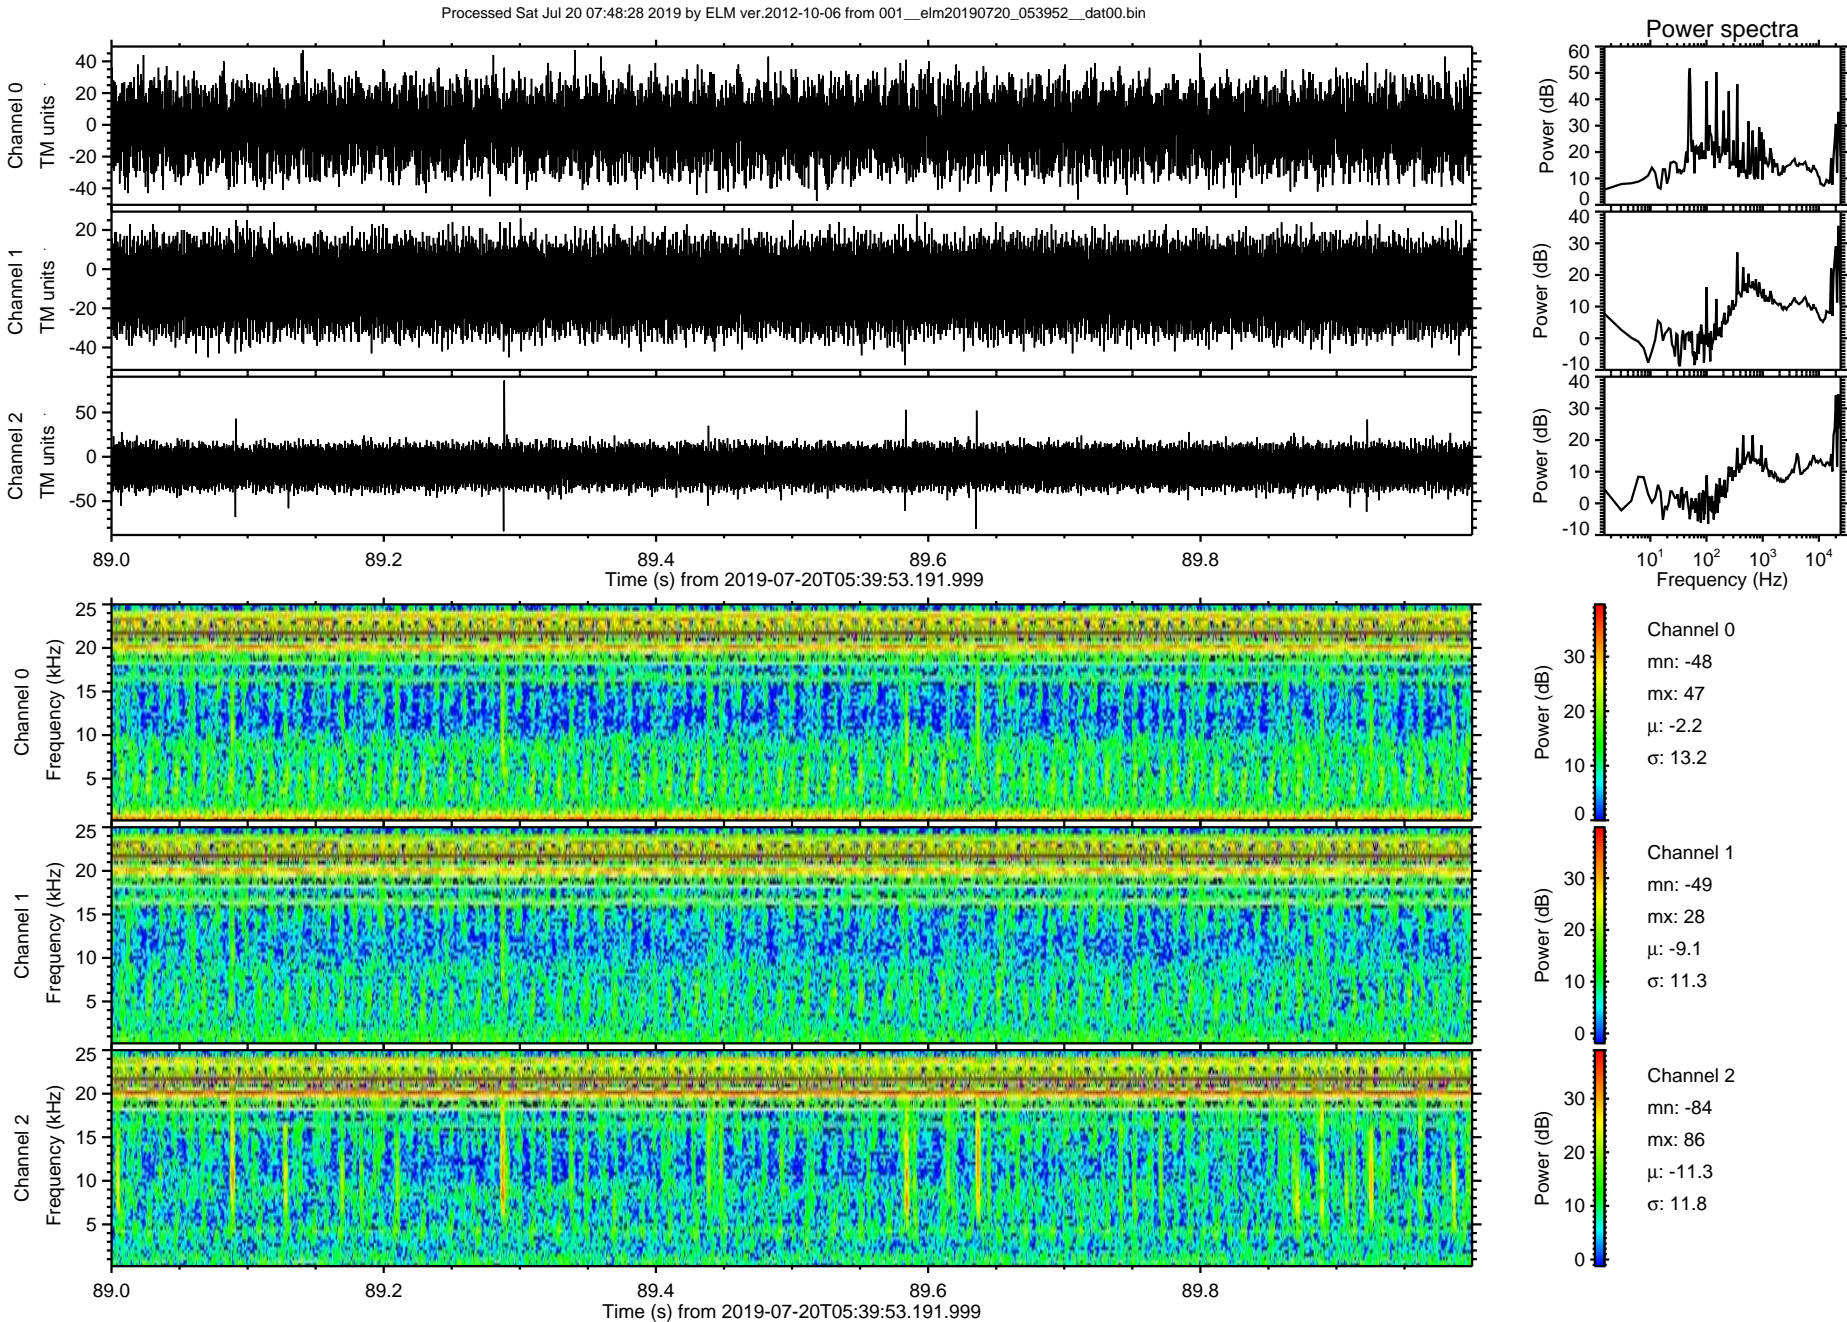 Processed Sat Jul 20 07:48:28 2019 by ELM ver.2012-10-06 from 001__elm20190720_053952__dat00.bin
Power spectra
Channel 0
TM units
40
20
0
-20
-40
Power (dB)
60
50
40
30
20
10
0
Channel 1
TM units
20
0
-20
-40
Power (dB)
40
30
20
10
0
-10
Channel 2
TM units
50
0
-50
Power (dB)
40
30
20
10
0
-10
89.0 89.2 89.4 89.6 89.8
Time (s) from 2019-07-20T05:39:53.191.999
10^1 10^2 10^3 10^4
Frequency (Hz)
Channel 0
Frequency (kHz)
25
20
15
10
5
Power (dB)
30
20
10
0
Channel 0
mn: -48
mx: 47
μ: -2.2
σ: 13.2
Channel 1
Frequency (kHz)
25
20
15
10
5
Power (dB)
30
20
10
0
Channel 1
mn: -49
mx: 28
μ: -9.1
σ: 11.3
Channel 2
Frequency (kHz)
25
20
15
10
5
Power (dB)
30
20
10
0
Channel 2
mn: -84
mx: 86
μ: -11.3
σ: 11.8
89.0 89.2 89.4 89.6 89.8
Time (s) from 2019-07-20T05:39:53.191.999